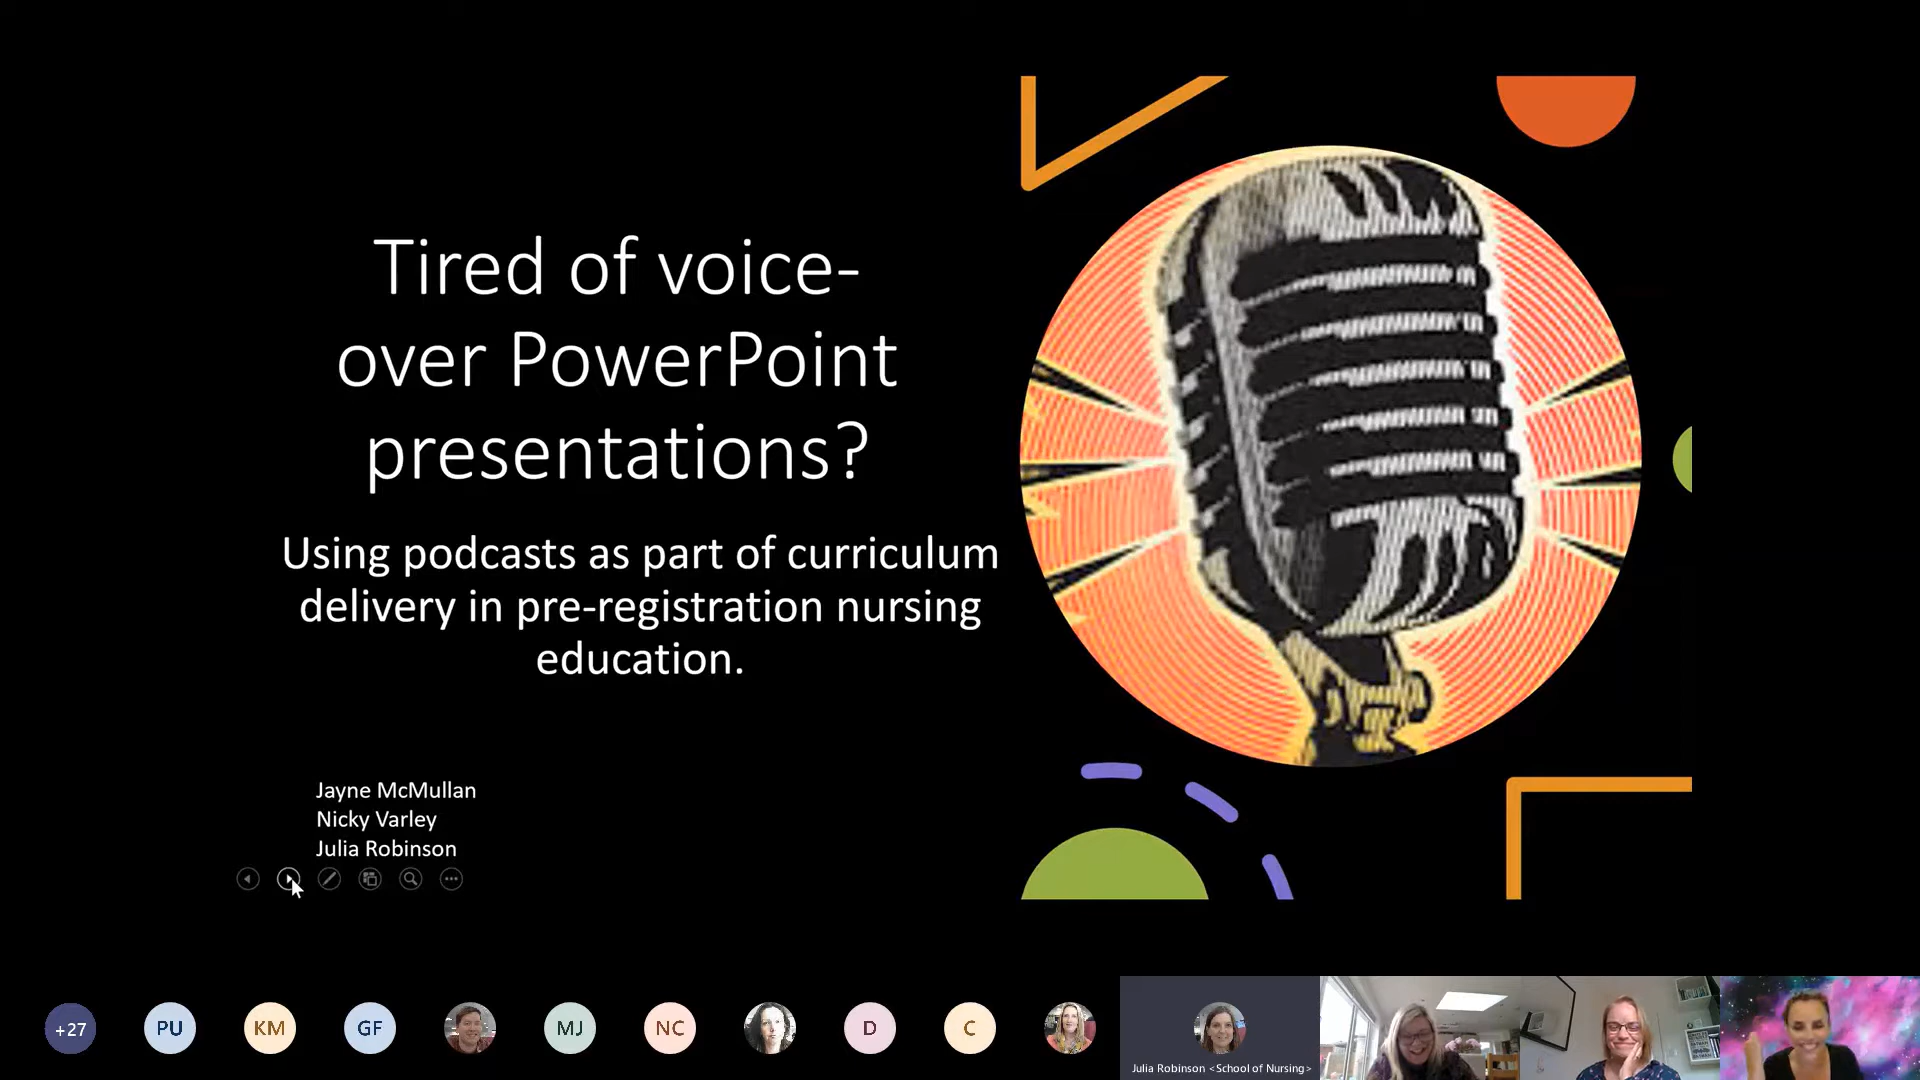 Tired of voice-
over PowerPoint
presentations?
Using podcasts as part of curriculum
delivery in pre-registration nursing
education.
Jayne McMullan
Nicky Varley
Julia Robinson
+27
PU
KM
GF
MJ
NC
D
C
Julia Robinson <School of Nursing>